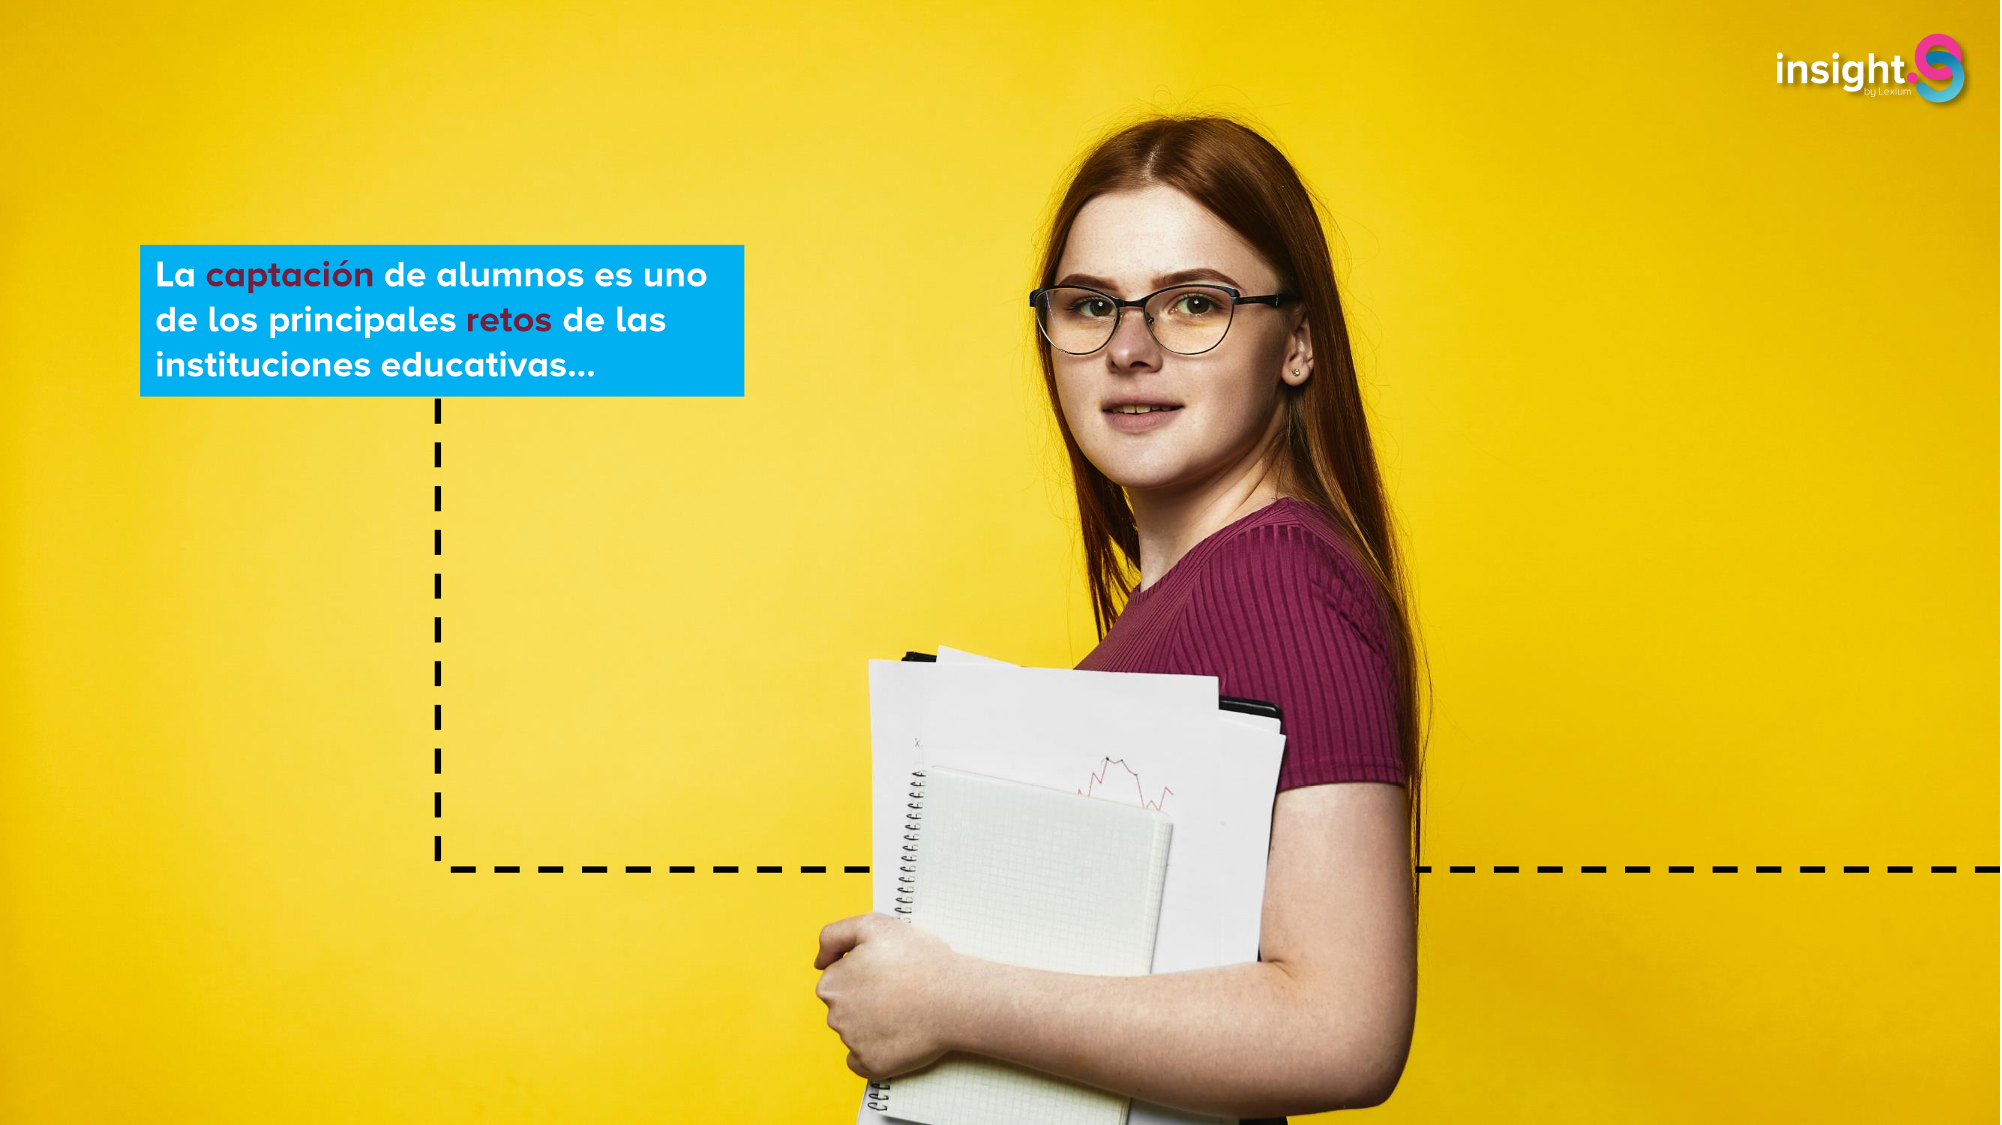 insight.
by Lexium
La captación de alumnos es uno
de los principales retos de las
instituciones educativas...